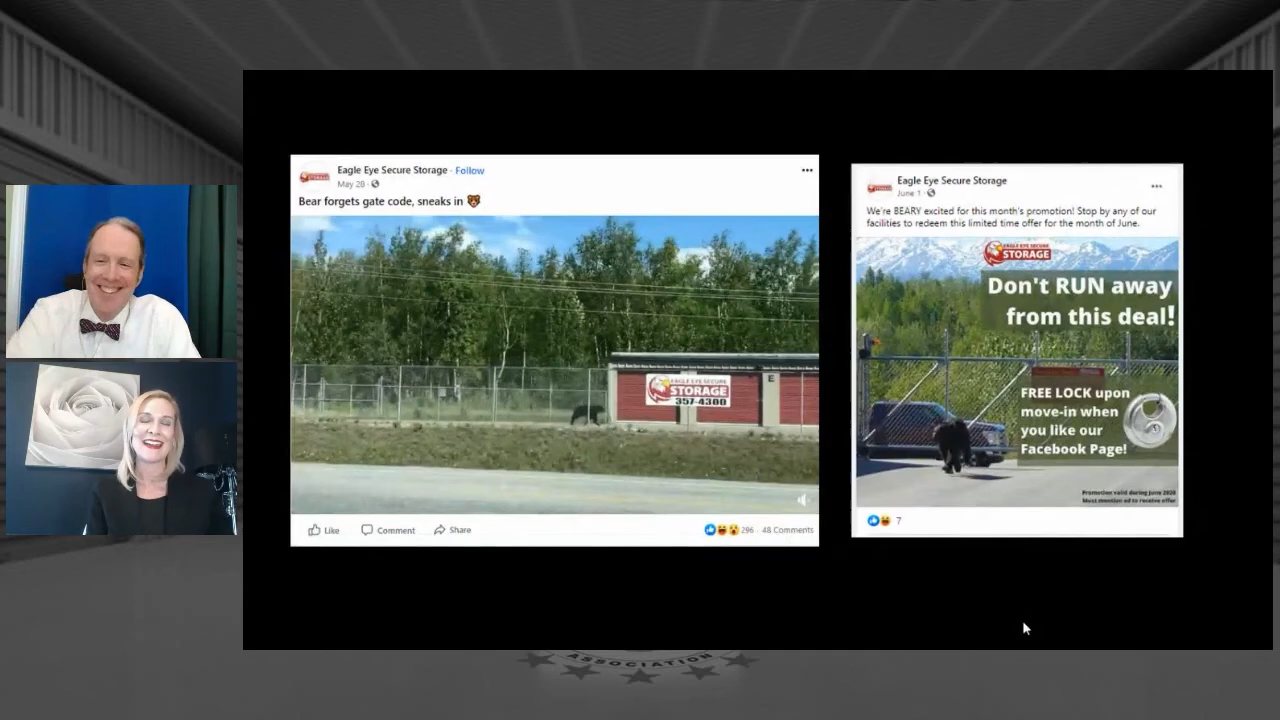 Eagle Eye Secure Storage · Follow
May 28 ·
Bear forgets gate code, sneaks in
EAGLE EYE SECURE
STORAGE
357-4300
E
Like
Comment
Share
296 · 48 Comments
Eagle Eye Secure Storage
June 1 ·
We're BEARY excited for this month's promotion! Stop by any of our
facilities to redeem this limited time offer for the month of June.
EAGLE EYE SECURE
STORAGE
Don't RUN away
from this deal!
FREE LOCK upon
move-in when
you like our
Facebook Page!
Promotion valid during June 2020
Must mention ad to receive offer
7
ASSOCIATION